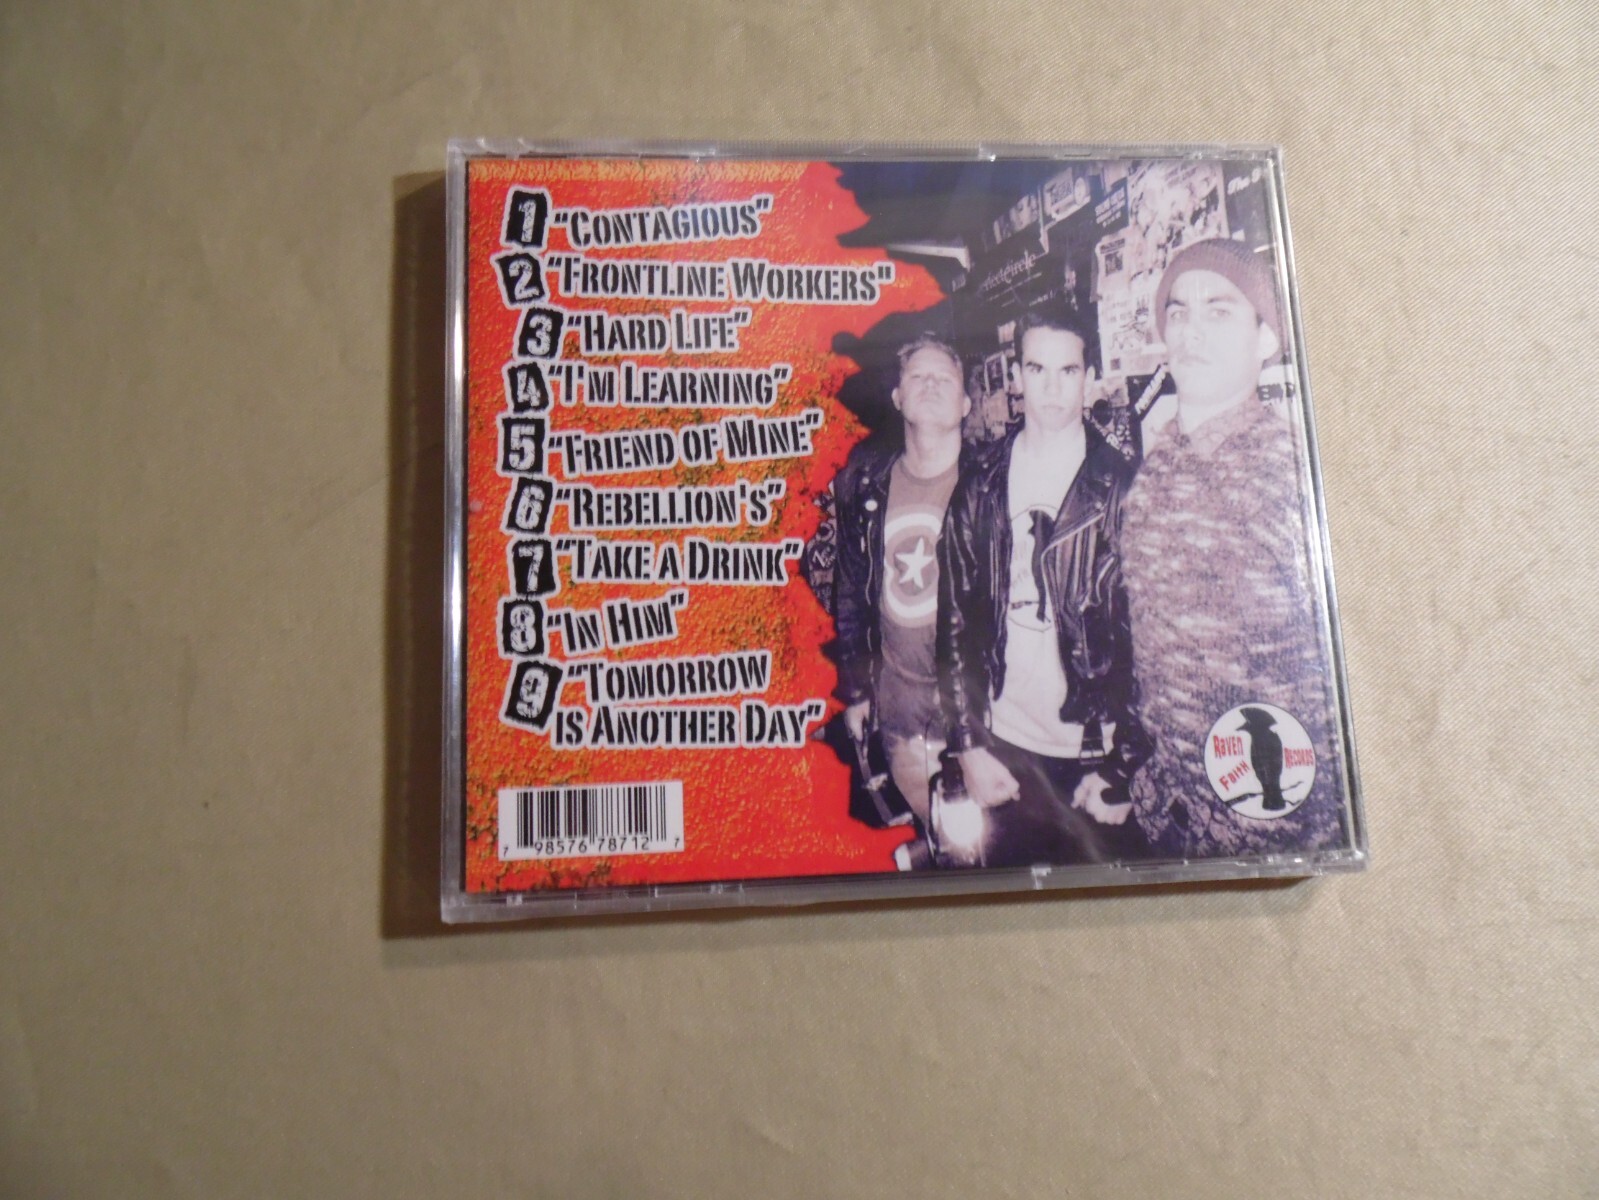 1 "Contagious"
2 "Frontline Workers"
3 "Hard Life"
4 "I'm Learning"
5 "Friend of Mine"
6 "Rebellion's"
7 "Take a Drink"
8 "In Him"
9 "Tomorrow
is Another Day"
7 98576 78712 7
Raven
Faith
Records